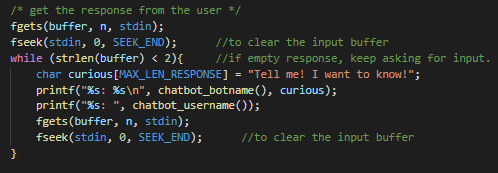 /* get the response from the user */
fgets(buffer, n, stdin);
fseek(stdin, 0, SEEK_END);      //to clear the input buffer
while (strlen(buffer) < 2){     //if empty response, keep asking for input.
    char curious[MAX_LEN_RESPONSE] = "Tell me! I want to know!";
    printf("%s: %s\n", chatbot_botname(), curious);
    printf("%s: ", chatbot_username());
    fgets(buffer, n, stdin);
    fseek(stdin, 0, SEEK_END);      //to clear the input buffer
}